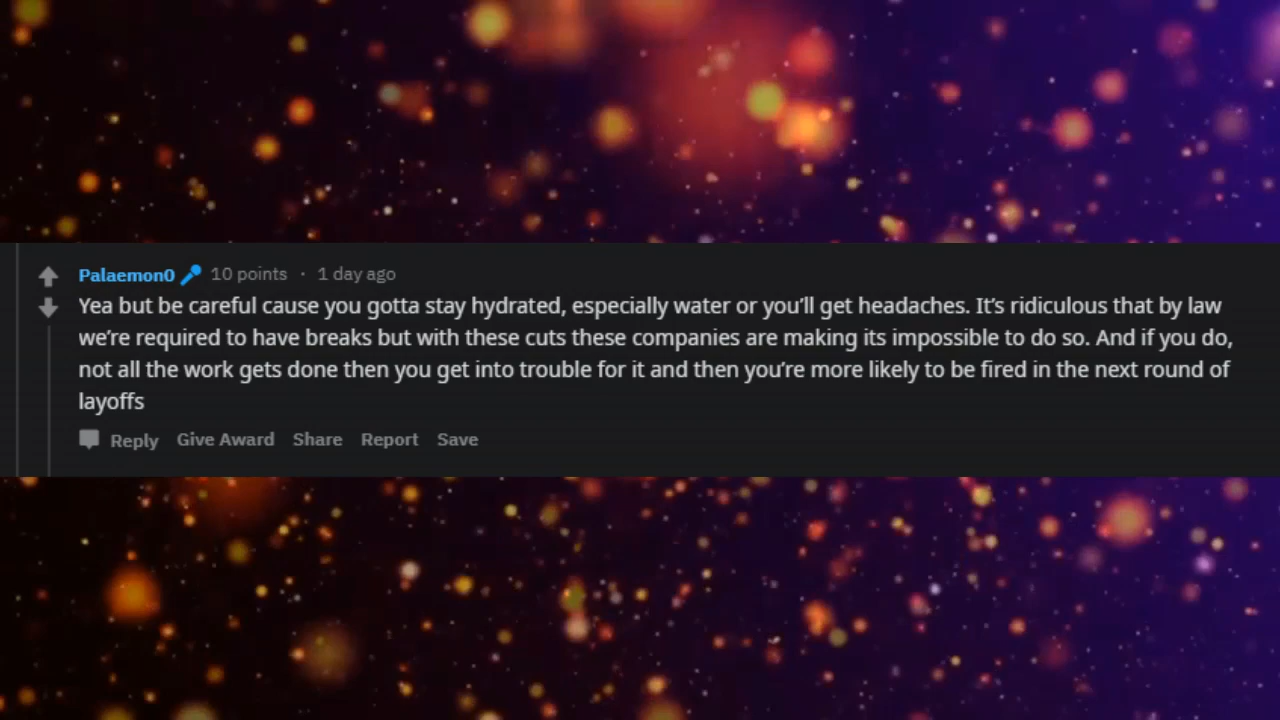 Palaemon0 10 points · 1 day ago
Yea but be careful cause you gotta stay hydrated, especially water or you'll get headaches. It's ridiculous that by law
we're required to have breaks but with these cuts these companies are making its impossible to do so. And if you do,
not all the work gets done then you get into trouble for it and then you're more likely to be fired in the next round of
layoffs
Reply Give Award Share Report Save